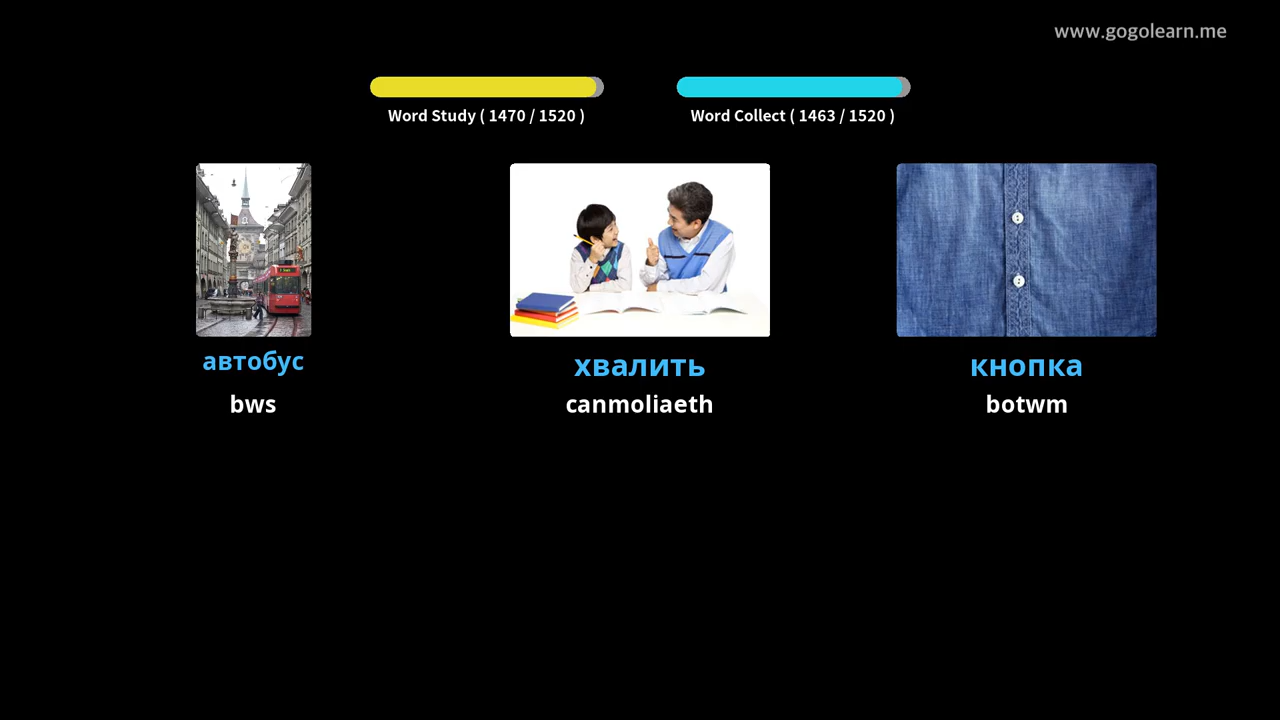 www.gogolearn.me
Word Study ( 1470 / 1520 )
Word Collect ( 1463 / 1520 )
автобус
хвалить
кнопка
bws
canmoliaeth
botwm